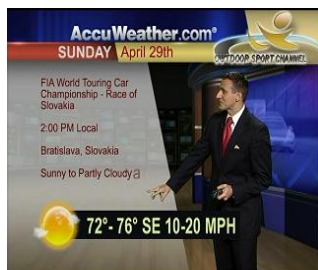 AccuWeather.com®
SUNDAY April 29th
OUTDOOR SPORT CHANNEL
FIA World Touring Car
Championship - Race of
Slovakia
2:00 PM Local
Bratislava, Slovakia
Sunny to Partly Cloudy a
72°- 76° SE 10-20 MPH